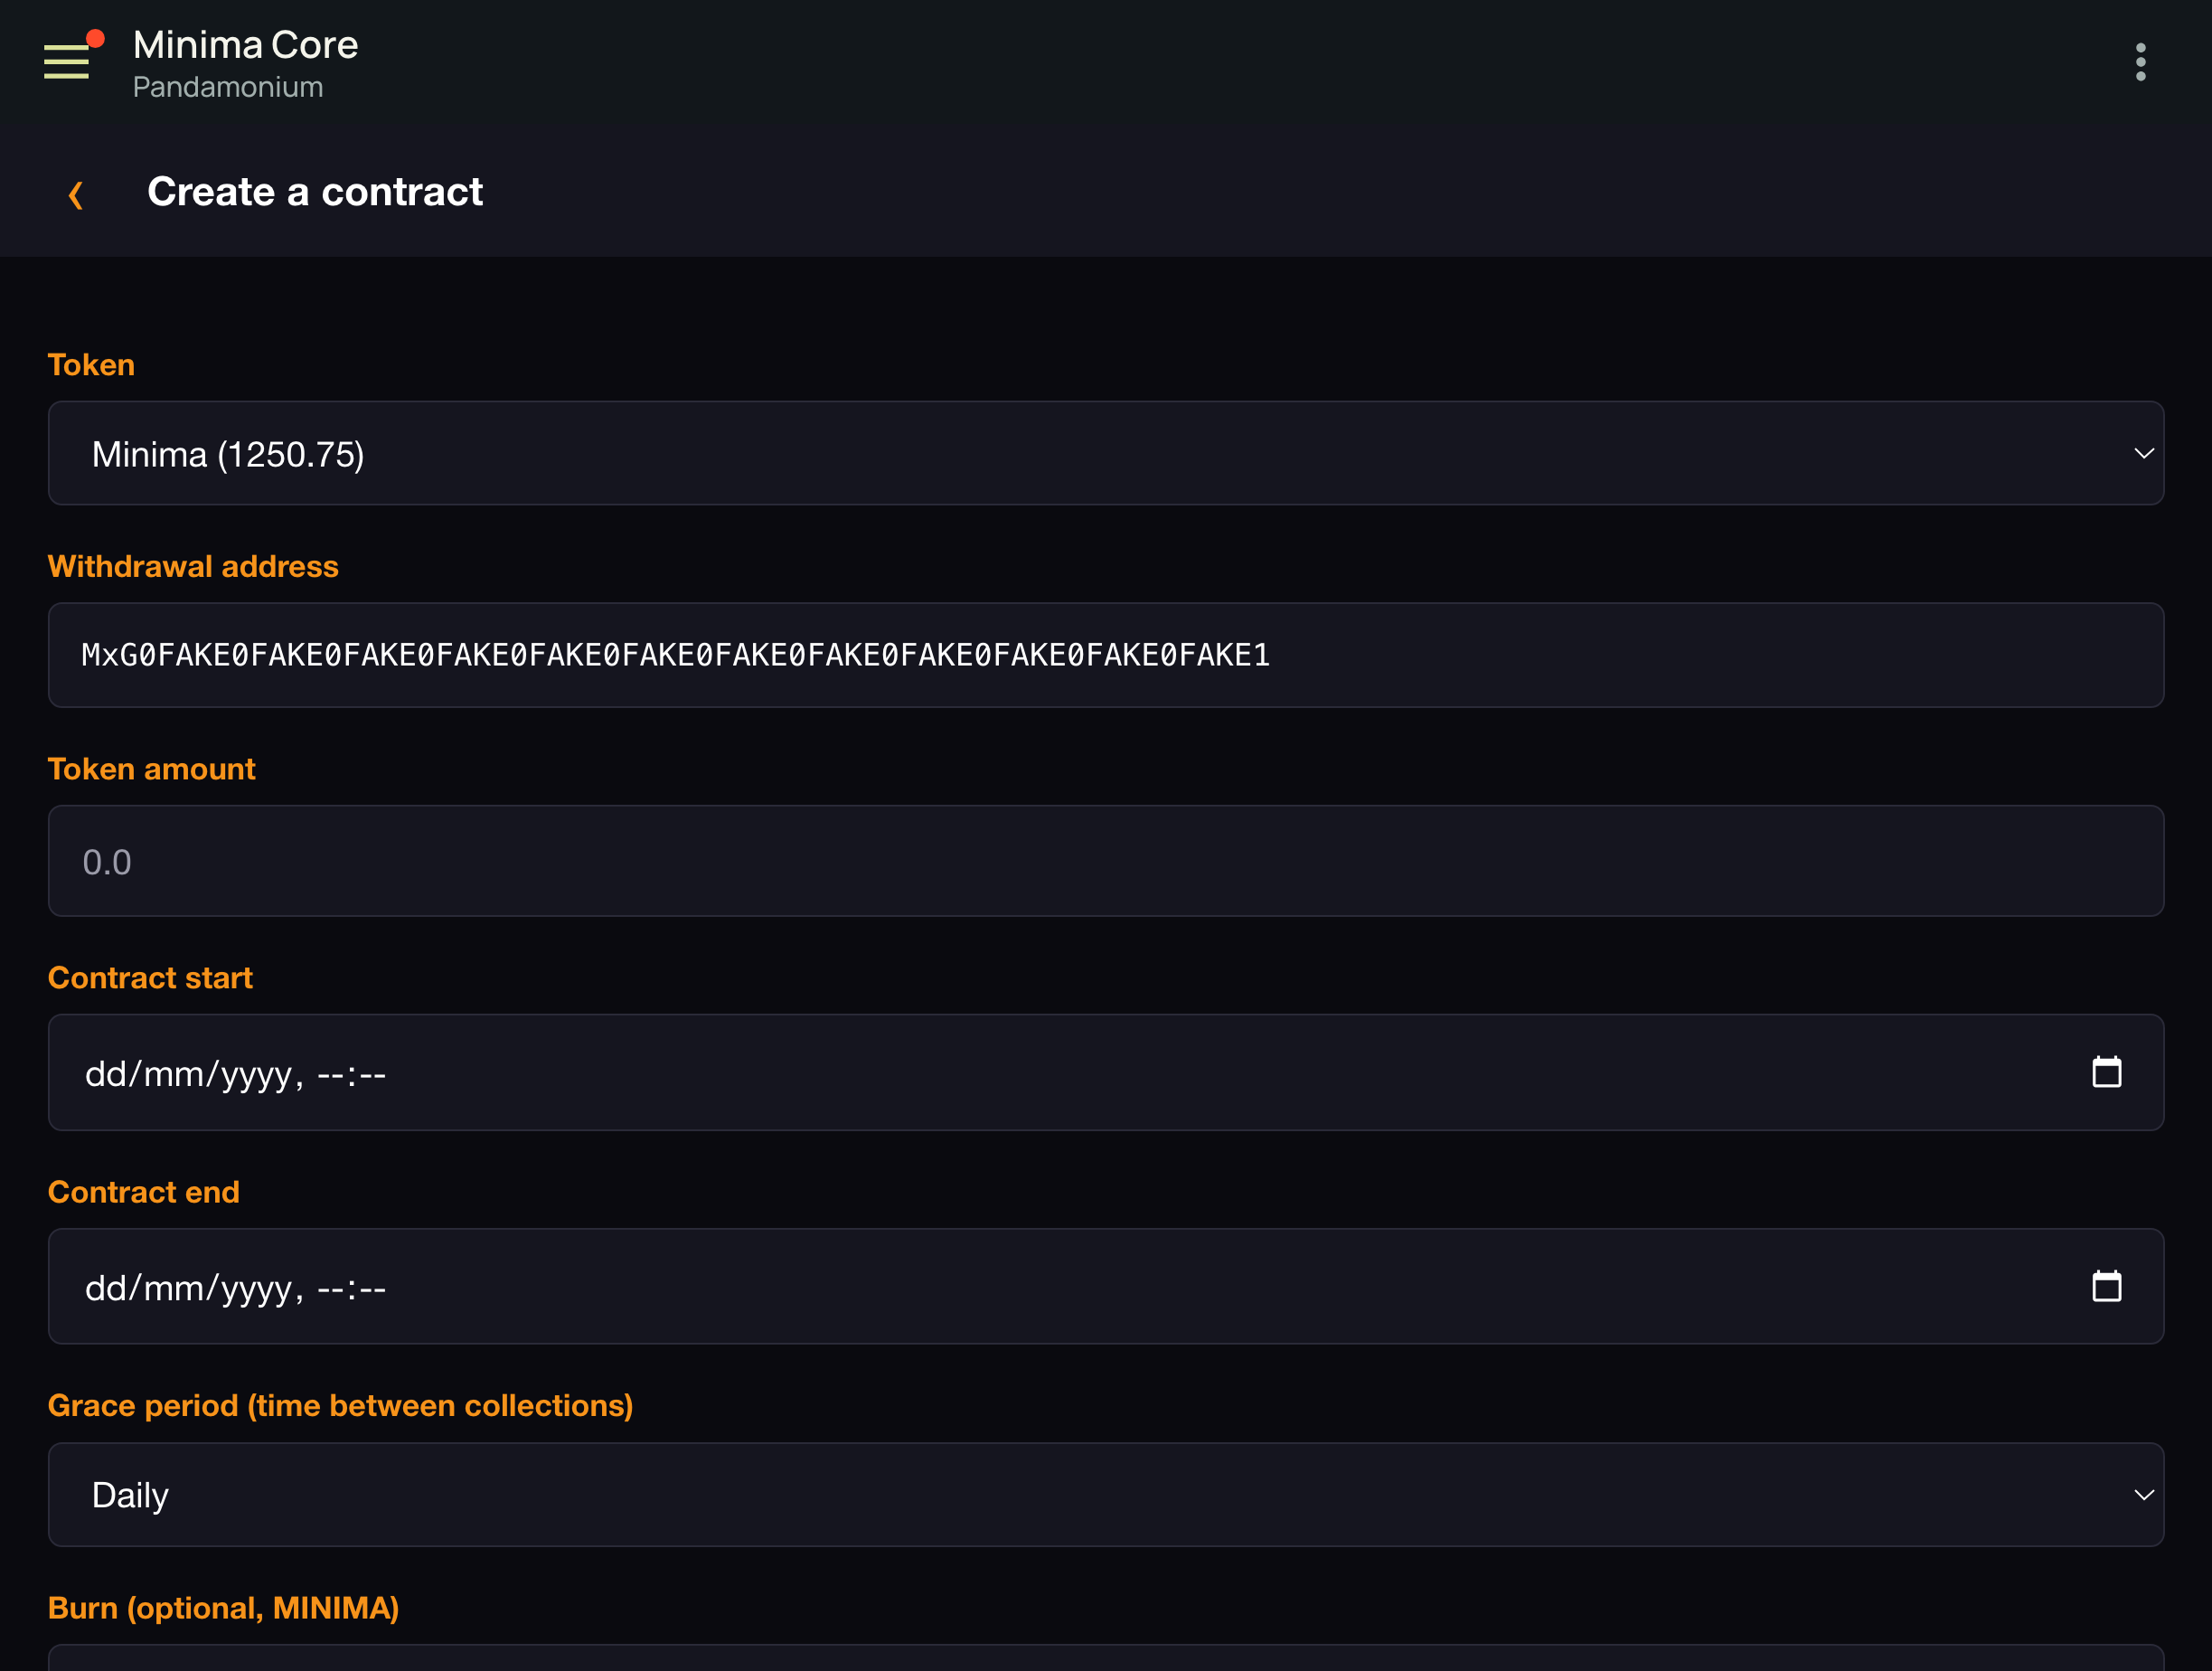 Minima Core
Pandamonium
Create a contract
Token
Minima (1250.75)
Withdrawal address
MxG0FAKE0FAKE0FAKE0FAKE0FAKE0FAKE0FAKE0FAKE0FAKE0FAKE0FAKE0FAKE1
Token amount
0.0
Contract start
dd/mm/yyyy, --:--
Contract end
dd/mm/yyyy, --:--
Grace period (time between collections)
Daily
Burn (optional, MINIMA)